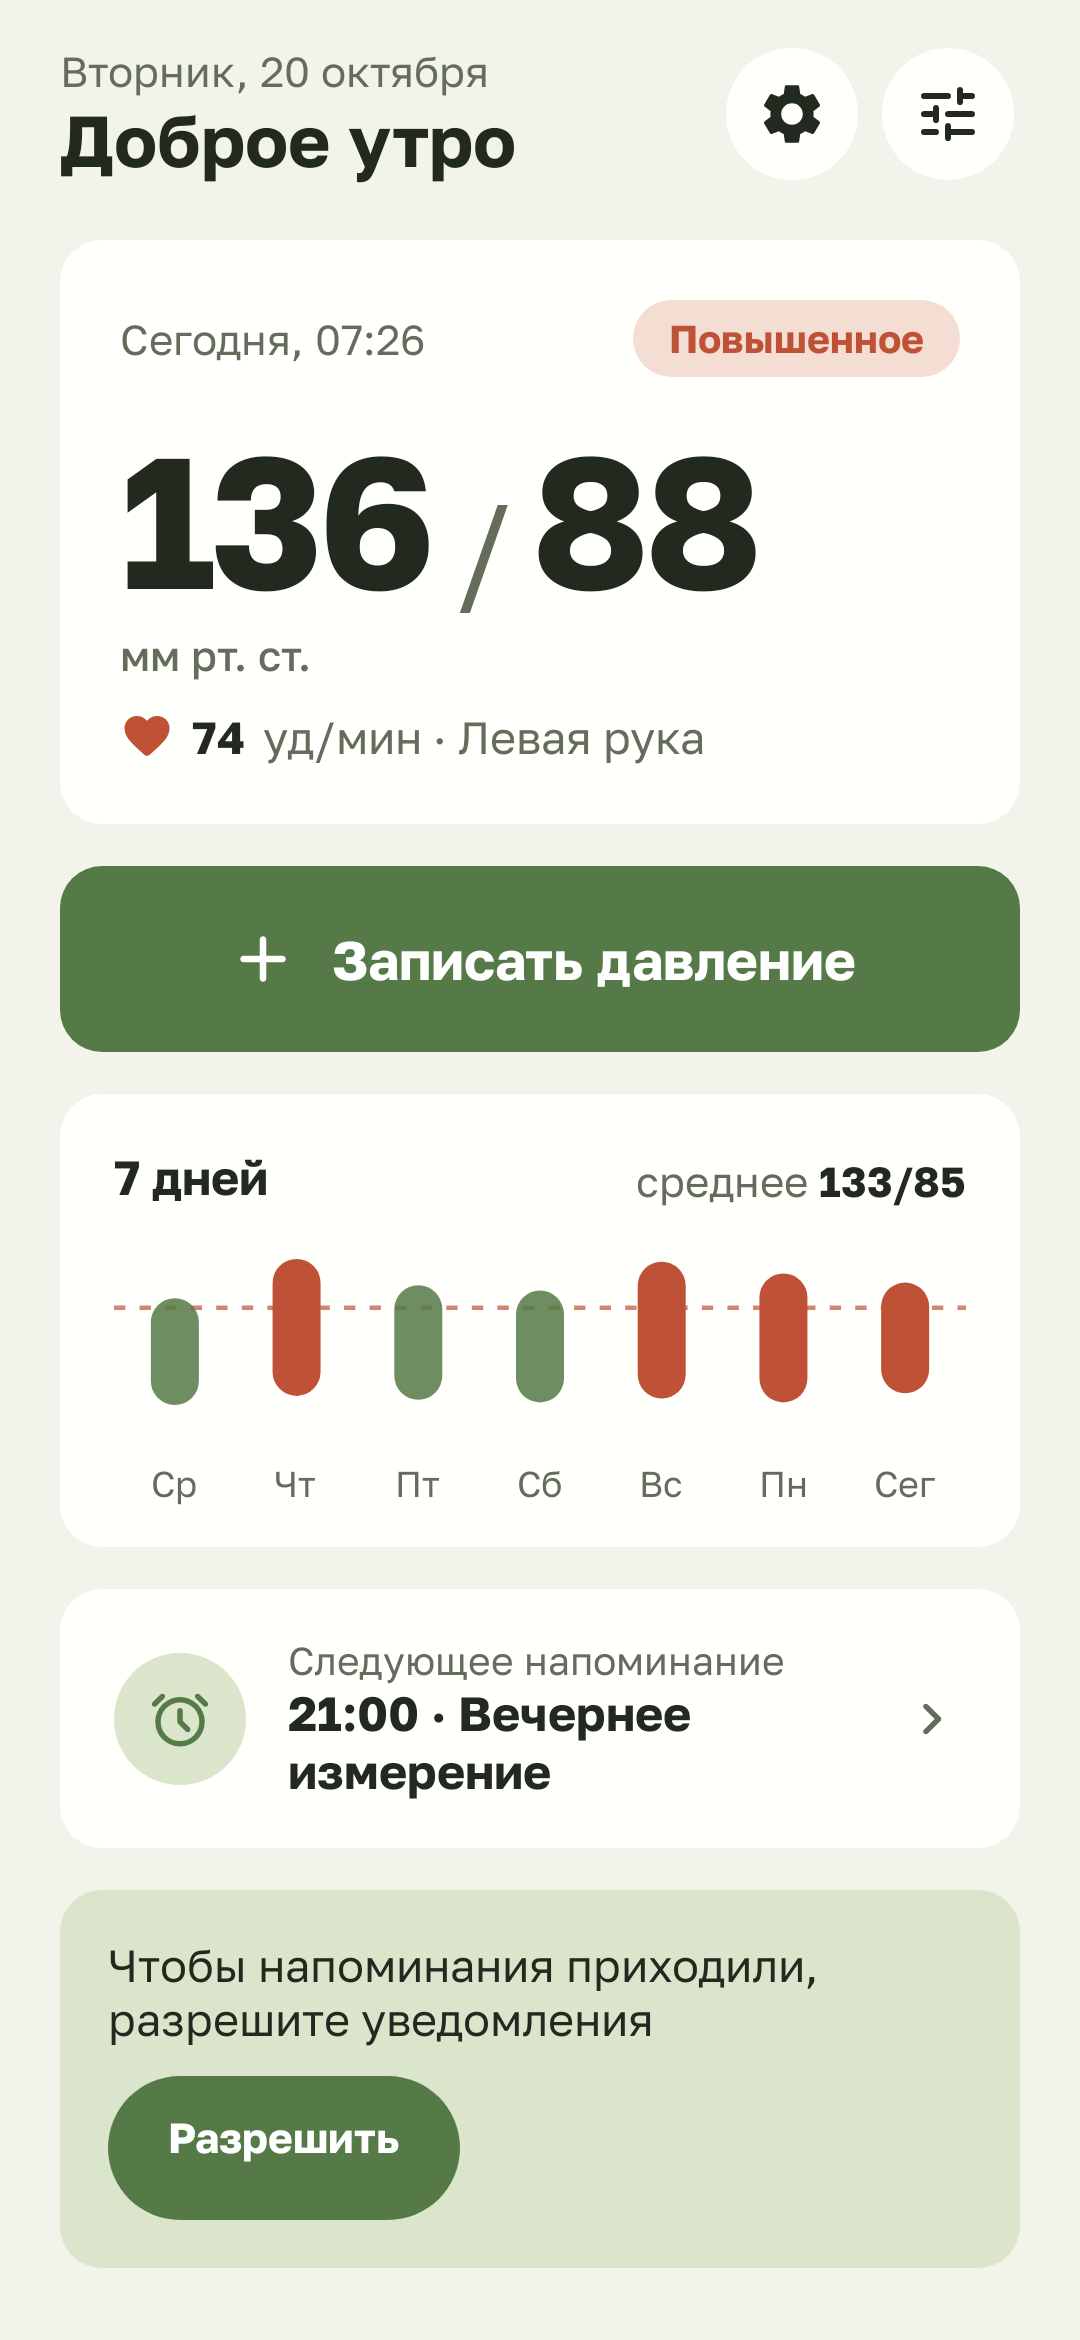 Вторник, 20 октября
Доброе утро
Сегодня, 07:26
Повышенное
136 / 88
мм рт. ст.
74 уд/мин · Левая рука
Записать давление
7 дней
среднее 133/85
Ср Чт Пт Сб Вс Пн Сег
Следующее напоминание
21:00 · Вечернее
измерение
Чтобы напоминания приходили,
разрешите уведомления
Разрешить